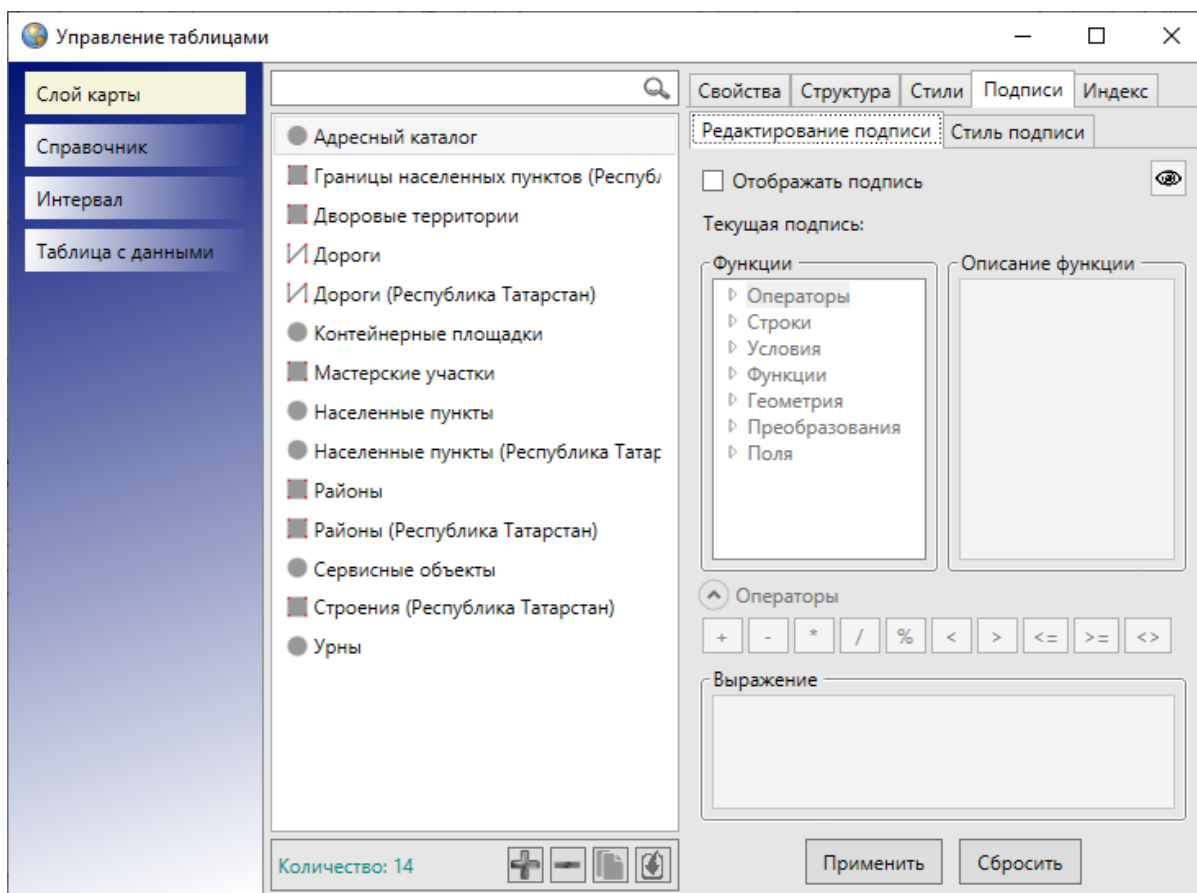 Управление таблицами
Слой карты
Справочник
Интервал
Таблица с данными
Адресный каталог
Границы населенных пунктов (Республ
Дворовые территории
Дороги
Дороги (Республика Татарстан)
Контейнерные площадки
Мастерские участки
Населенные пункты
Населенные пункты (Республика Татар
Районы
Районы (Республика Татарстан)
Сервисные объекты
Строения (Республика Татарстан)
Урны
Количество: 14
Свойства Структура Стили Подписи Индекс
Редактирование подписи Стиль подписи
Отображать подпись
Текущая подпись:
Функции
Операторы
Строки
Условия
Функции
Геометрия
Преобразования
Поля
Описание функции
Операторы
+ - * / % < > <= >= <>
Выражение
Применить Сбросить